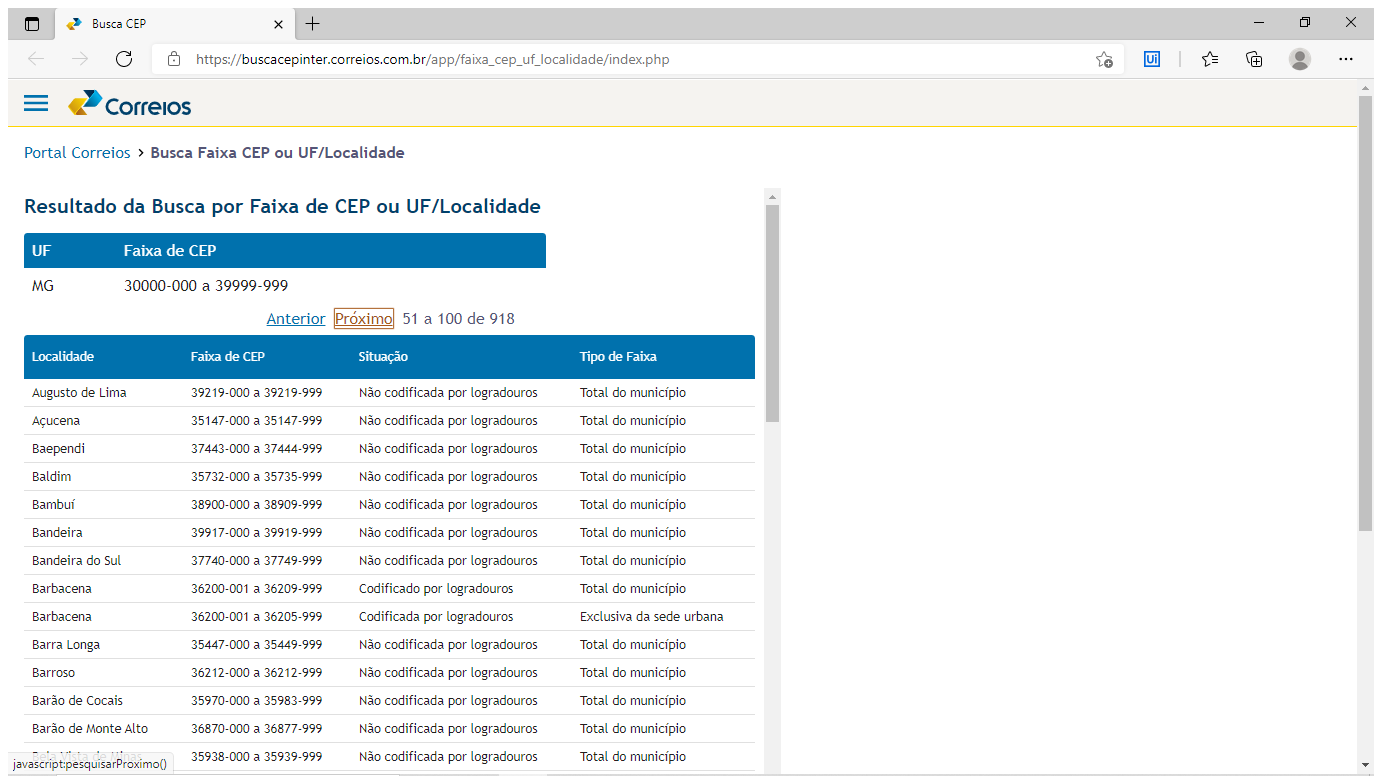 Busca CEP
https://buscacepinter.correios.com.br/app/faixa_cep_uf_localidade/index.php
Ui
Correios
Portal Correios › Busca Faixa CEP ou UF/Localidade
Resultado da Busca por Faixa de CEP ou UF/Localidade
UF Faixa de CEP
MG 30000-000 a 39999-999
Anterior Próximo 51 a 100 de 918
Localidade Faixa de CEP Situação Tipo de Faixa
Augusto de Lima 39219-000 a 39219-999 Não codificada por logradouros Total do município
Açucena 35147-000 a 35147-999 Não codificada por logradouros Total do município
Baependi 37443-000 a 37444-999 Não codificada por logradouros Total do município
Baldim 35732-000 a 35735-999 Não codificada por logradouros Total do município
Bambuí 38900-000 a 38909-999 Não codificada por logradouros Total do município
Bandeira 39917-000 a 39919-999 Não codificada por logradouros Total do município
Bandeira do Sul 37740-000 a 37749-999 Não codificada por logradouros Total do município
Barbacena 36200-001 a 36209-999 Codificado por logradouros Total do município
Barbacena 36200-001 a 36205-999 Codificada por logradouros Exclusiva da sede urbana
Barra Longa 35447-000 a 35449-999 Não codificada por logradouros Total do município
Barroso 36212-000 a 36212-999 Não codificada por logradouros Total do município
Barão de Cocais 35970-000 a 35983-999 Não codificada por logradouros Total do município
Barão de Monte Alto 36870-000 a 36877-999 Não codificada por logradouros Total do município
Bela Vista de Minas 35938-000 a 35939-999 Não codificada por logradouros Total do município
javascript:pesquisarProximo()